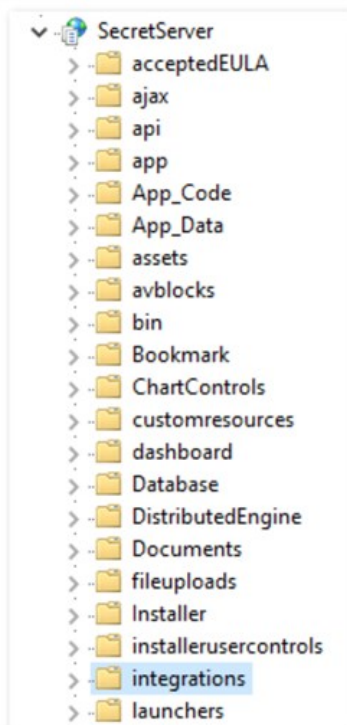 SecretServer
acceptedEULA
ajax
api
app
App_Code
App_Data
assets
avblocks
bin
Bookmark
ChartControls
customresources
dashboard
Database
DistributedEngine
Documents
fileuploads
Installer
installerusercontrols
integrations
launchers